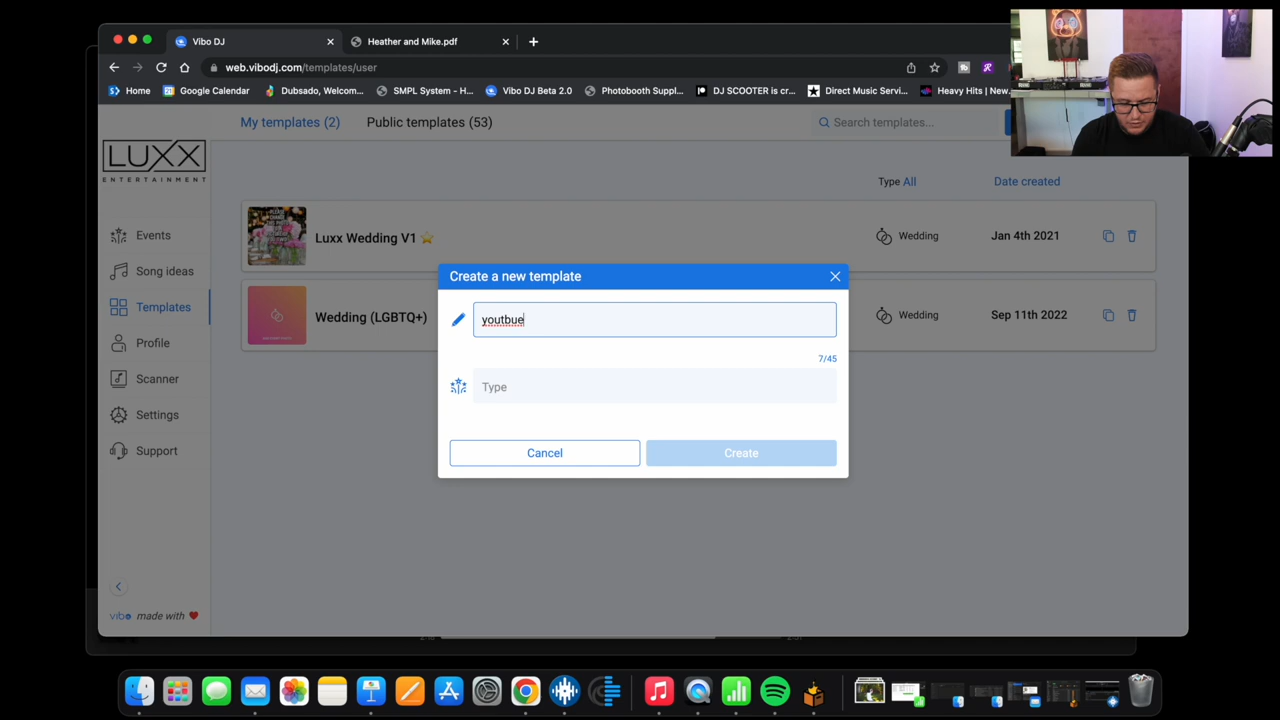 Vibo DJ
Heather and Mike.pdf
web.vibodj.com/templates/user
Home
Google Calendar
Dubsado, Welcom...
SMPL System - H...
Vibo DJ Beta 2.0
Photobooth Suppl...
DJ SCOOTER is cr...
Direct Music Servi...
Heavy Hits | New...
My templates (2)
Public templates (53)
Search templates...
LUXX
ENTERTAINMENT
Type All
Date created
Events
Song ideas
Templates
Profile
Scanner
Settings
Support
Luxx Wedding V1
Wedding
Jan 4th 2021
Wedding (LGBTQ+)
Wedding
Sep 11th 2022
Create a new template
youtbue
7/45
Type
Cancel
Create
vibo made with